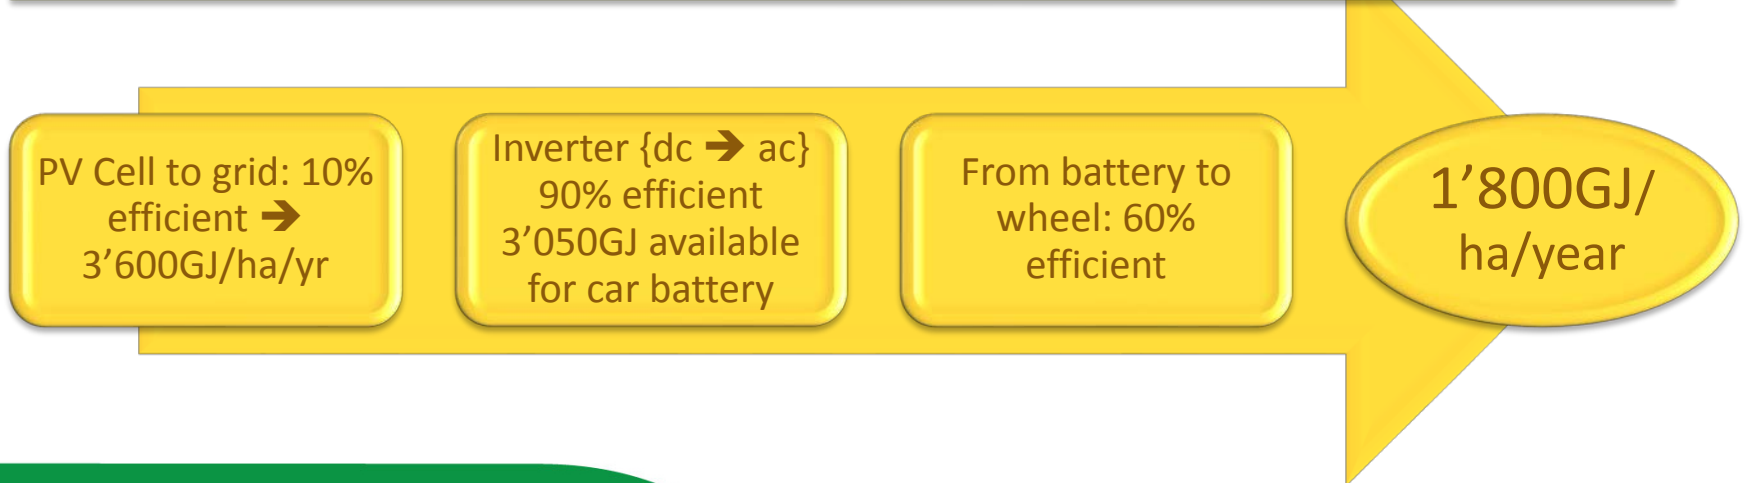 PV Cell to grid: 10%
efficient ➔
3’600GJ/ha/yr
Inverter {dc ➔ ac}
90% efficient
3’050GJ available
for car battery
From battery to
wheel: 60%
efficient
1’800GJ/
ha/year